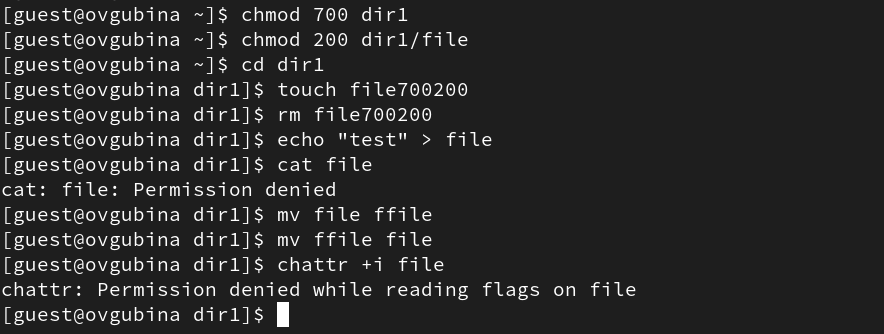 [guest@ovgubina ~]$ chmod 700 dir1
[guest@ovgubina ~]$ chmod 200 dir1/file
[guest@ovgubina ~]$ cd dir1
[guest@ovgubina dir1]$ touch file700200
[guest@ovgubina dir1]$ rm file700200
[guest@ovgubina dir1]$ echo "test" > file
[guest@ovgubina dir1]$ cat file
cat: file: Permission denied
[guest@ovgubina dir1]$ mv file ffile
[guest@ovgubina dir1]$ mv ffile file
[guest@ovgubina dir1]$ chattr +i file
chattr: Permission denied while reading flags on file
[guest@ovgubina dir1]$